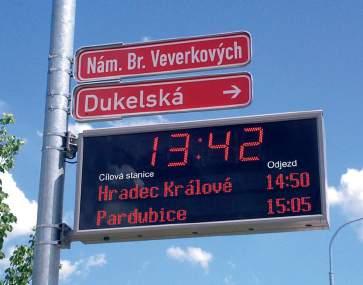 Nám. Br. Veverkových
Dukelská →
13:42
Cílová stanice Odjezd
Hradec Králové 14:50
Pardubice 15:05